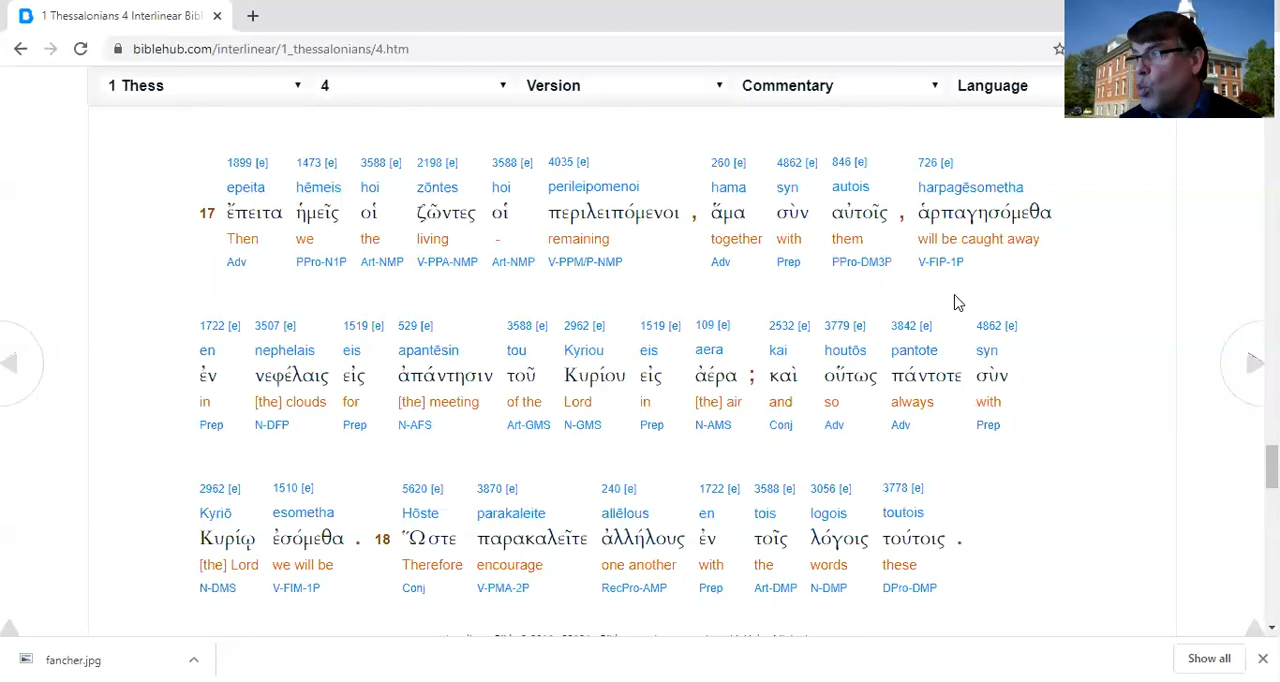 1 Thessalonians 4 Interlinear Bibl
biblehub.com/interlinear/1_thessalonians/4.htm
1 Thess 4 Version Commentary Language
1899 [e] 1473 [e] 3588 [e] 2198 [e] 3588 [e] 4035 [e] 260 [e] 4862 [e] 846 [e] 726 [e]
epeita hēmeis hoi zōntes hoi perileipomenoi hama syn autois harpagēsometha
17 ἔπειτα ἡμεῖς οἱ ζῶντες οἱ περιλειπόμενοι , ἅμα σὺν αὐτοῖς , ἁρπαγησόμεθα
Then we the living - remaining together with them will be caught away
Adv PPro-N1P Art-NMP V-PPA-NMP Art-NMP V-PPM/P-NMP Adv Prep PPro-DM3P V-FIP-1P
1722 [e] 3507 [e] 1519 [e] 529 [e] 3588 [e] 2962 [e] 1519 [e] 109 [e] 2532 [e] 3779 [e] 3842 [e] 4862 [e]
en nephelais eis apantēsin tou Kyriou eis aera kai houtōs pantote syn
ἐν νεφέλαις εἰς ἀπάντησιν τοῦ Κυρίου εἰς ἀέρα ; καὶ οὕτως πάντοτε σὺν
in [the] clouds for [the] meeting of the Lord in [the] air and so always with
Prep N-DFP Prep N-AFS Art-GMS N-GMS Prep N-AMS Conj Adv Adv Prep
2962 [e] 1510 [e] 5620 [e] 3870 [e] 240 [e] 1722 [e] 3588 [e] 3056 [e] 3778 [e]
Kyriō esometha Hōste parakaleite allēlous en tois logois toutois
Κυρίῳ ἐσόμεθα . 18 Ὥστε παρακαλεῖτε ἀλλήλους ἐν τοῖς λόγοις τούτοις .
[the] Lord we will be Therefore encourage one another with the words these
N-DMS V-FIM-1P Conj V-PMA-2P RecPro-AMP Prep Art-DMP N-DMP DPro-DMP
fancher.jpg
Show all